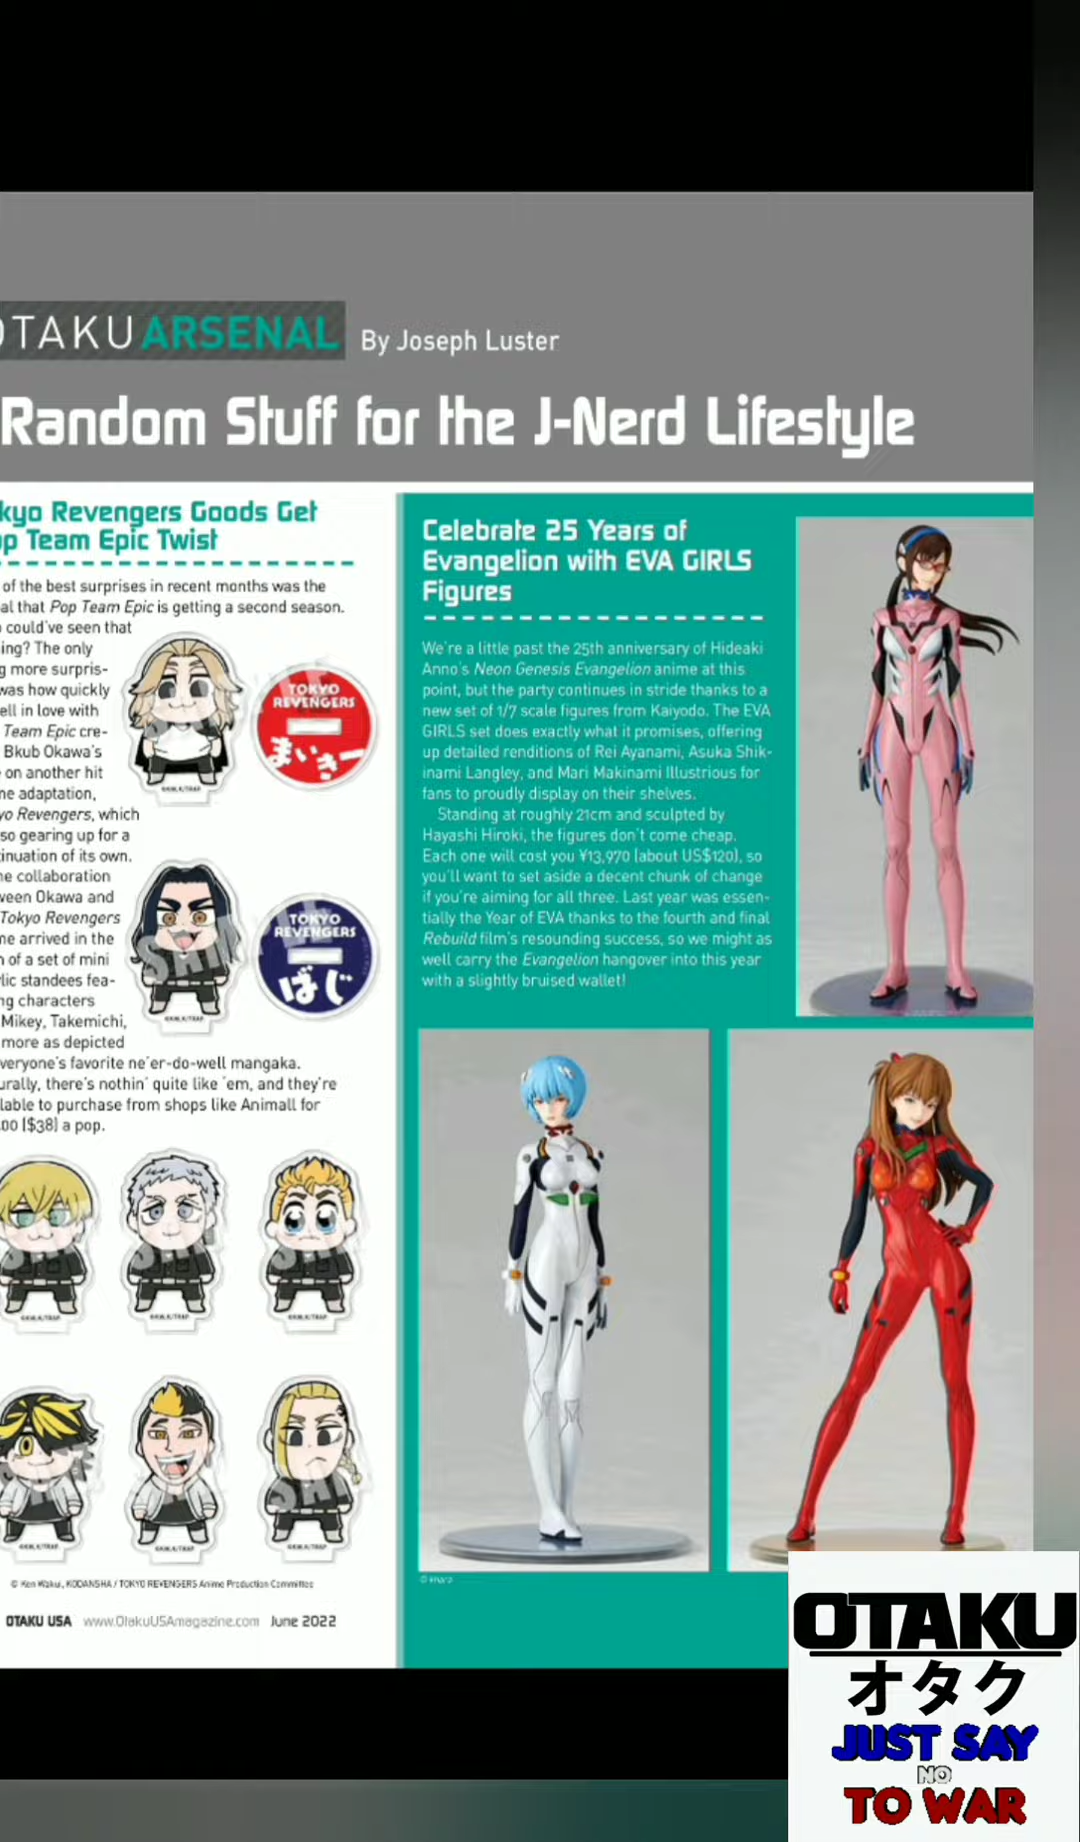 OTAKU ARSENAL By Joseph Luster
Random Stuff for the J-Nerd Lifestyle
kyo Revengers Goods Get
op Team Epic Twist
of the best surprises in recent months was the
al that Pop Team Epic is getting a second season.
could've seen that
ing? The only
g more surpris-
was how quickly
ell in love with
Team Epic cre-
Bkub Okawa's
on another hit
me adaptation,
yo Revengers, which
so gearing up for a
tinuation of its own.
he collaboration
ween Okawa and
Tokyo Revengers
me arrived in the
n of a set of mini
ylic standees fea-
ng characters
Mikey, Takemichi,
more as depicted
veryone's favorite ne'er-do-well mangaka.
urally, there's nothin' quite like 'em, and they're
lable to purchase from shops like Animall for
.00 ($38) a pop.
TOKYO
REVENGERS
まいきー
TOKYO
REVENGERS
ばじ
© Ken Wakui, KODANSHA / TOKYO REVENGERS Anime Production Committee
OTAKU USA www.OtakuUSAmagazine.com June 2022
Celebrate 25 Years of
Evangelion with EVA GIRLS
Figures
We're a little past the 25th anniversary of Hideaki
Anno's Neon Genesis Evangelion anime at this
point, but the party continues in stride thanks to a
new set of 1/7 scale figures from Kaiyodo. The EVA
GIRLS set does exactly what it promises, offering
up detailed renditions of Rei Ayanami, Asuka Shik-
inami Langley, and Mari Makinami Illustrious for
fans to proudly display on their shelves.
Standing at roughly 21cm and sculpted by
Hayashi Hiroki, the figures don't come cheap.
Each one will cost you ¥13,970 (about US$120), so
you'll want to set aside a decent chunk of change
if you're aiming for all three. Last year was essen-
tially the Year of EVA thanks to the fourth and final
Rebuild film's resounding success, so we might as
well carry the Evangelion hangover into this year
with a slightly bruised wallet!
© khara
OTAKU
オタク
JUST SAY
NO
TO WAR